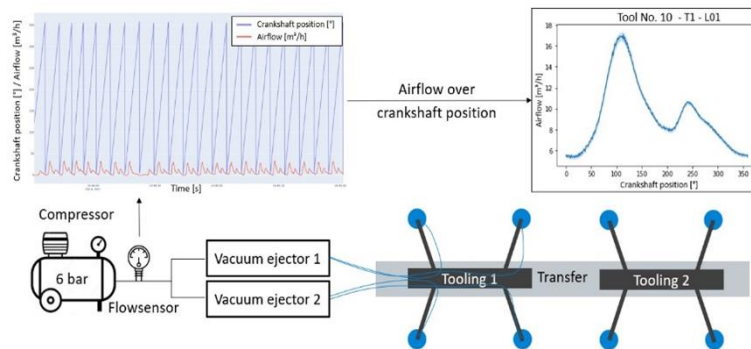 Crankshaft position [°]
Airflow [m³/h]
Crankshaft position [°] / Airflow [m³/h]
Time [s]
Airflow over
crankshaft position
Tool No. 10 - T1 - L01
Airflow [m³/h]
18
16
14
12
10
8
6
0 50 100 150 200 250 300 350
Crankshaft position [°]
Compressor
6 bar
Flowsensor
Vacuum ejector 1
Vacuum ejector 2
Tooling 1
Transfer
Tooling 2